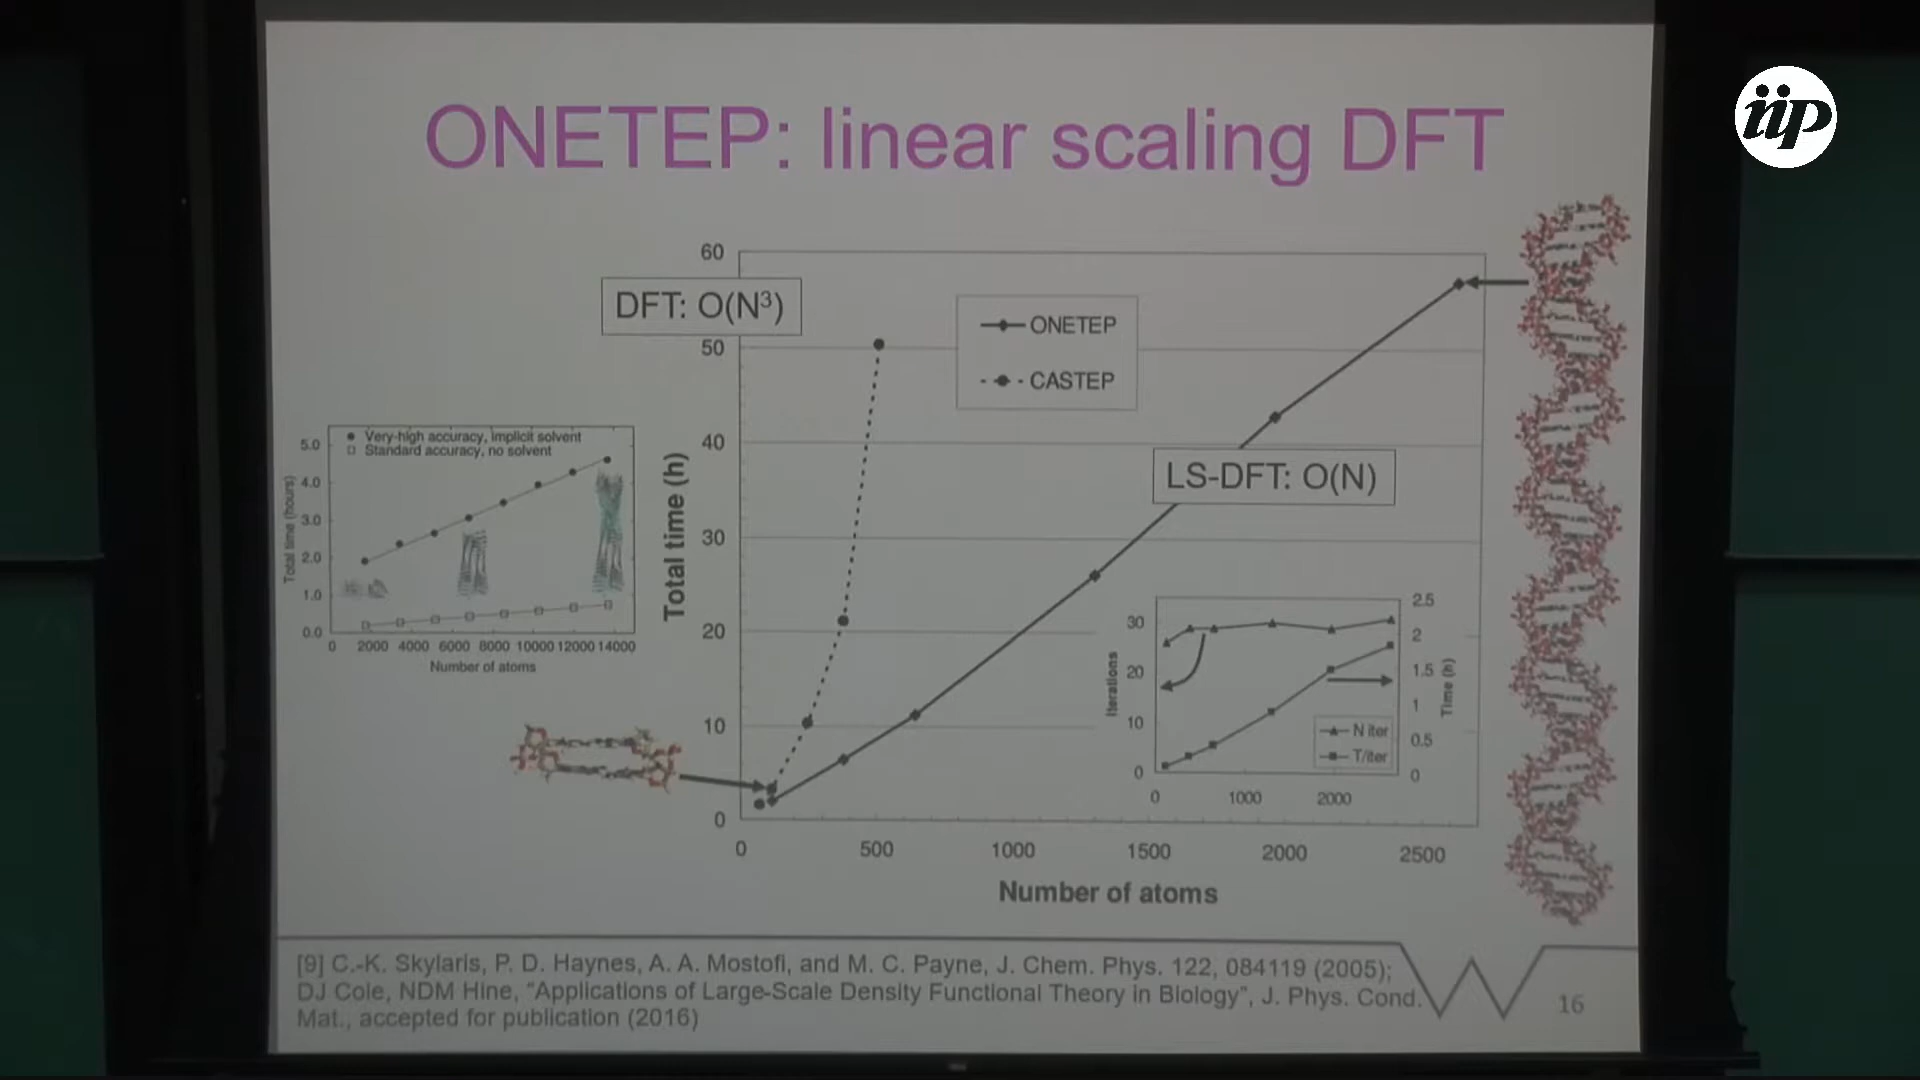 iip
ONETEP: linear scaling DFT
60
50
40
30
20
10
0
Total time (h)
DFT: O(N³)
ONETEP
CASTEP
LS-DFT: O(N)
0 500 1000 1500 2000 2500
Number of atoms
Very-high accuracy, implicit solvent
Standard accuracy, no solvent
5.0
4.0
3.0
2.0
1.0
0.0
Total time (hours)
0 2000 4000 6000 8000 10000 12000 14000
Number of atoms
30
20
10
0
Iterations
2.5
2
1.5
1
0.5
0
Time (h)
N iter
T/iter
0 1000 2000
[9] C.-K. Skylaris, P. D. Haynes, A. A. Mostofi, and M. C. Payne, J. Chem. Phys. 122, 084119 (2005);
DJ Cole, NDM Hine, “Applications of Large-Scale Density Functional Theory in Biology”, J. Phys. Cond.
Mat., accepted for publication (2016)
16